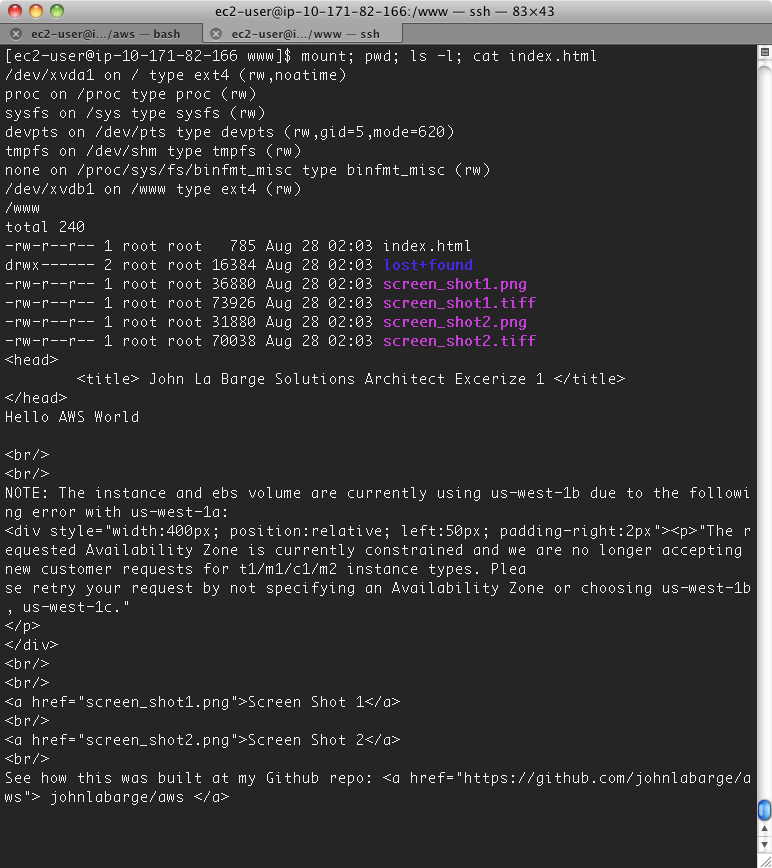 ec2-user@ip-10-171-82-166:/www — ssh — 83×43
ec2-user@i.../aws — bash
ec2-user@i.../www — ssh
[ec2-user@ip-10-171-82-166 www]$ mount; pwd; ls -l; cat index.html
/dev/xvda1 on / type ext4 (rw,noatime)
proc on /proc type proc (rw)
sysfs on /sys type sysfs (rw)
devpts on /dev/pts type devpts (rw,gid=5,mode=620)
tmpfs on /dev/shm type tmpfs (rw)
none on /proc/sys/fs/binfmt_misc type binfmt_misc (rw)
/dev/xvdb1 on /www type ext4 (rw)
/www
total 240
-rw-r--r-- 1 root root   785 Aug 28 02:03 index.html
drwx------ 2 root root 16384 Aug 28 02:03 lost+found
-rw-r--r-- 1 root root 36880 Aug 28 02:03 screen_shot1.png
-rw-r--r-- 1 root root 73926 Aug 28 02:03 screen_shot1.tiff
-rw-r--r-- 1 root root 31880 Aug 28 02:03 screen_shot2.png
-rw-r--r-- 1 root root 70038 Aug 28 02:03 screen_shot2.tiff
<head>
        <title> John La Barge Solutions Architect Excerize 1 </title>
</head>
Hello AWS World

<br/>
<br/>
NOTE: The instance and ebs volume are currently using us-west-1b due to the followi
ng error with us-west-1a:
<div style="width:400px; position:relative; left:50px; padding-right:2px"><p>"The r
equested Availability Zone is currently constrained and we are no longer accepting
new customer requests for t1/m1/c1/m2 instance types. Plea
se retry your request by not specifying an Availability Zone or choosing us-west-1b
, us-west-1c."
</p>
</div>
<br/>
<br/>
<a href="screen_shot1.png">Screen Shot 1</a>
<br/>
<a href="screen_shot2.png">Screen Shot 2</a>
<br/>
See how this was built at my Github repo: <a href="https://github.com/johnlabarge/a
ws"> johnlabarge/aws </a>